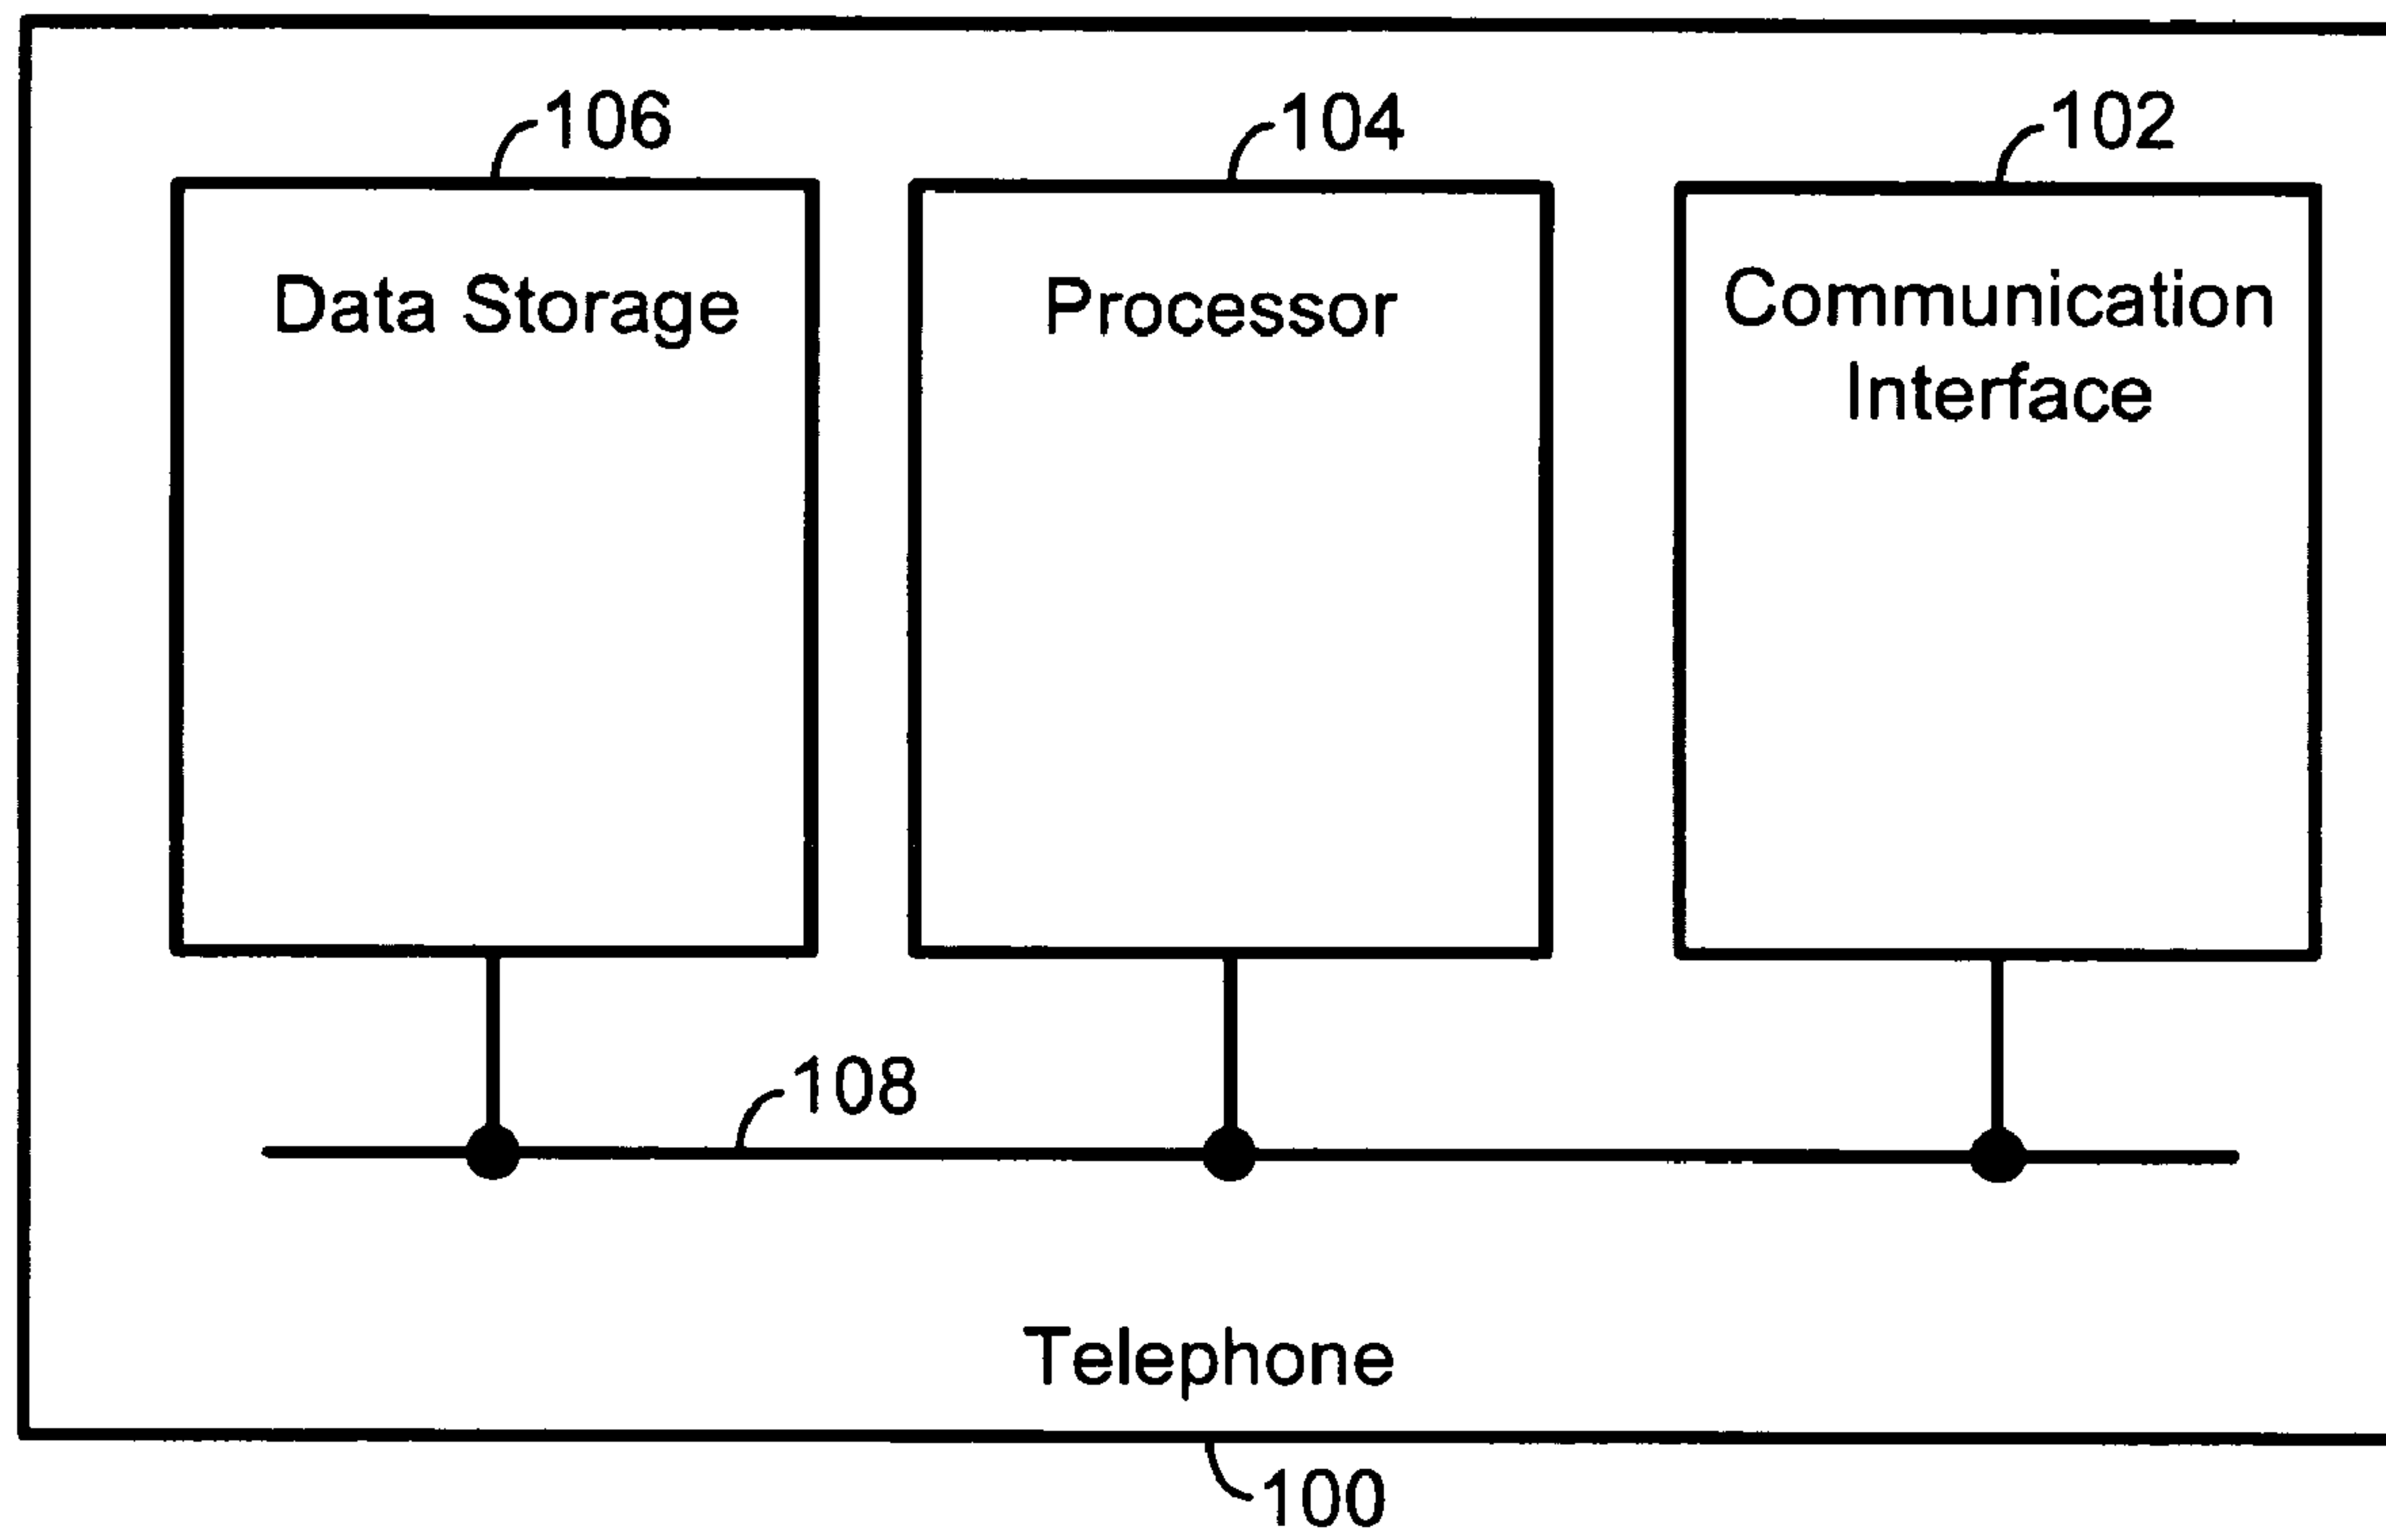 106
104
102
Data Storage
Processor
Communication
Interface
108
Telephone
100